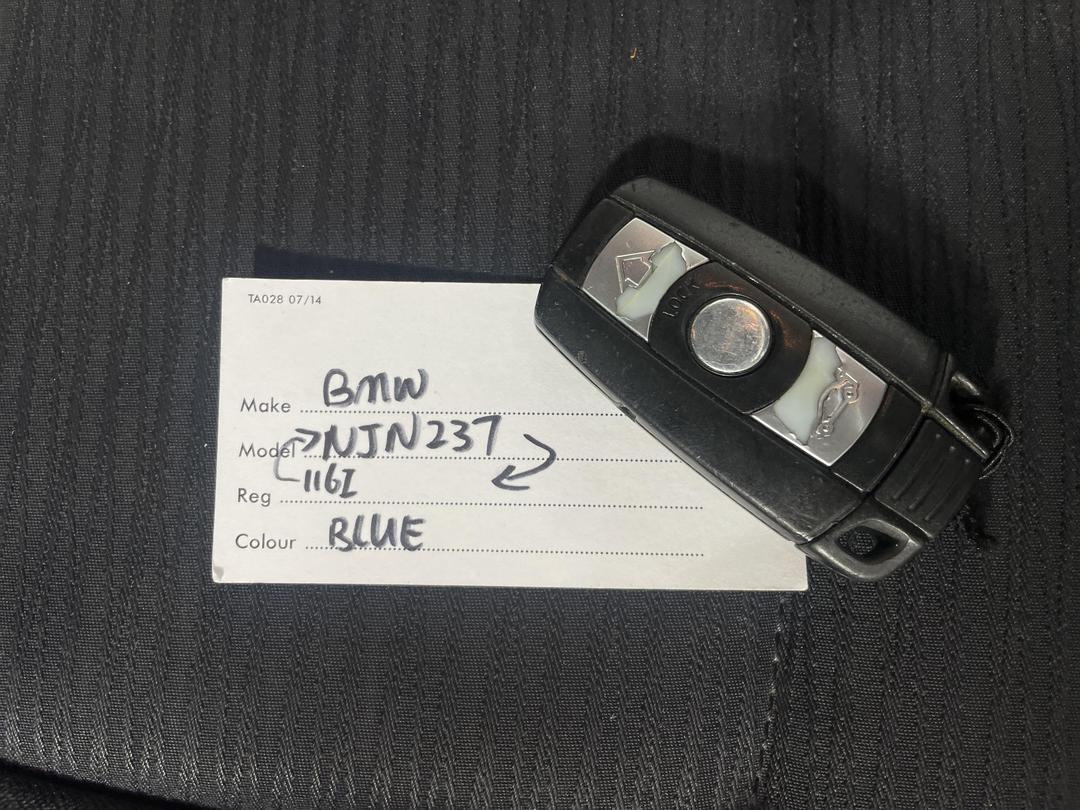 TA028 07/14
Make BMW
Model NJN237
Reg 116I
Colour BLUE
LOCK